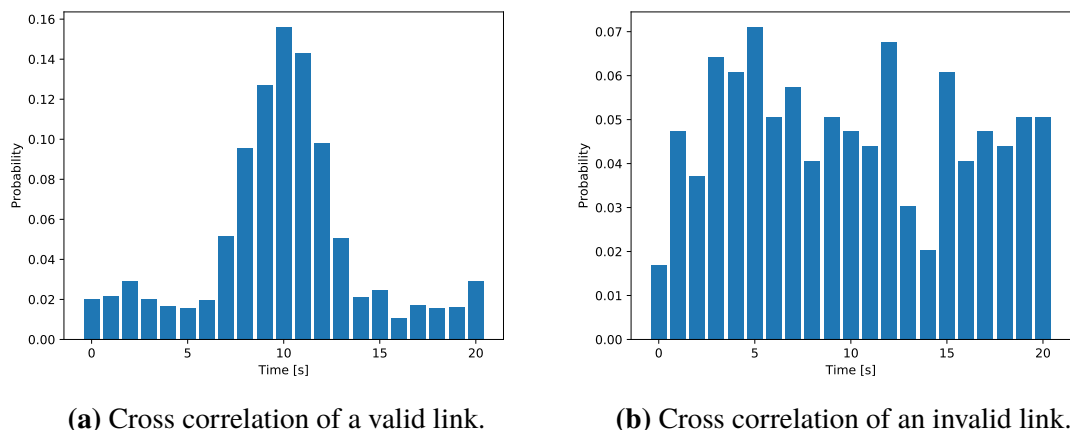 0.16
0.14
0.12
0.10
0.08
0.06
0.04
0.02
0.00
Probability
0 5 10 15 20
Time [s]
(a) Cross correlation of a valid link.
0.07
0.06
0.05
0.04
0.03
0.02
0.01
0.00
Probability
0 5 10 15 20
Time [s]
(b) Cross correlation of an invalid link.